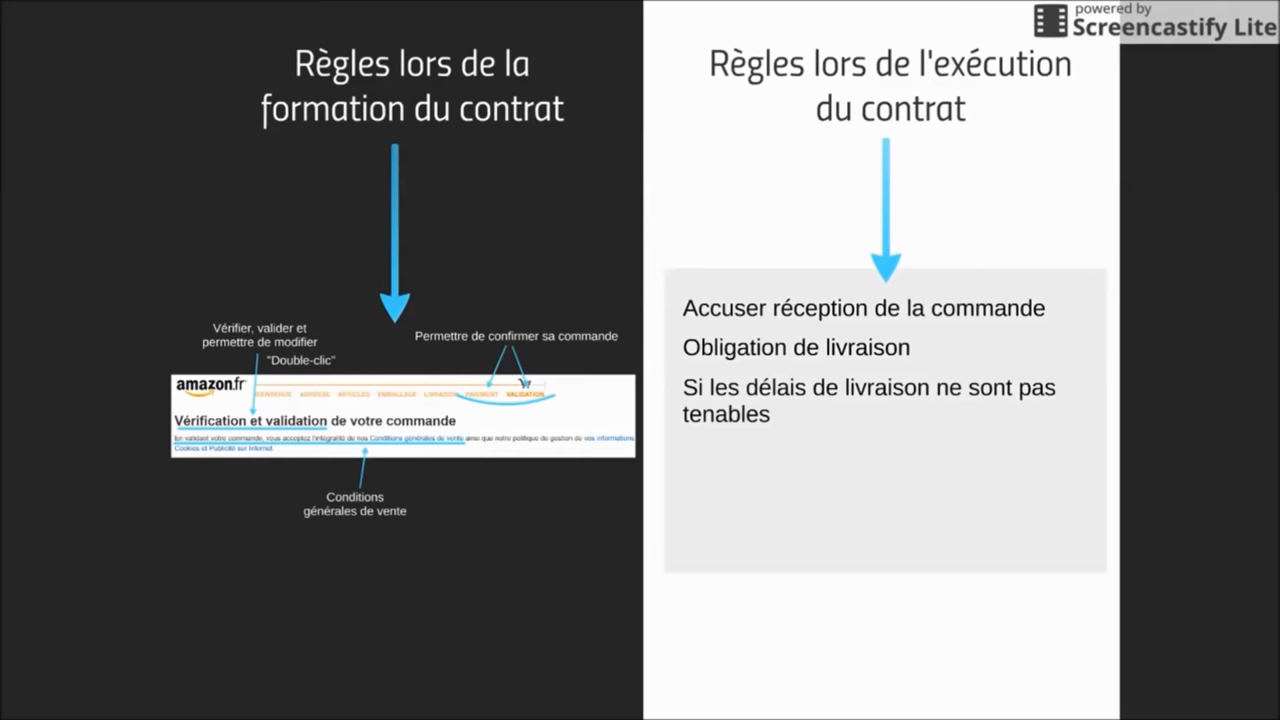 powered by
Screencastify Lite
Règles lors de la
formation du contrat
Vérifier, valider et
permettre de modifier
"Double-clic"
Permettre de confirmer sa commande
amazon.fr
BIENVENUE ADRESSE ARTICLES EMBALLAGE LIVRAISON PAIEMENT VALIDATION
Vérification et validation de votre commande
En validant votre commande, vous acceptez l'intégralité de nos Conditions générales de vente ainsi que notre politique de gestion de vos informations,
Cookies et Publicité sur Internet.
Conditions
générales de vente
Règles lors de l'exécution
du contrat
Accuser réception de la commande
Obligation de livraison
Si les délais de livraison ne sont pas
tenables